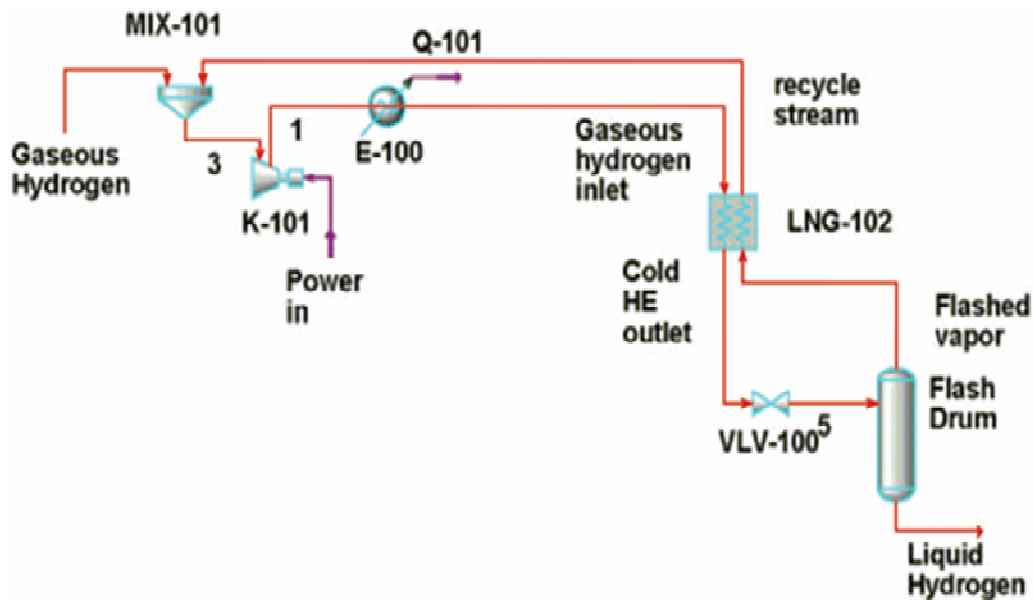 MIX-101
Q-101
recycle
stream
1
Gaseous
Hydrogen
3
E-100
Gaseous
hydrogen
inlet
K-101
LNG-102
Power
in
Cold
HE
outlet
Flashed
vapor
Flash
Drum
VLV-100
5
Liquid
Hydrogen